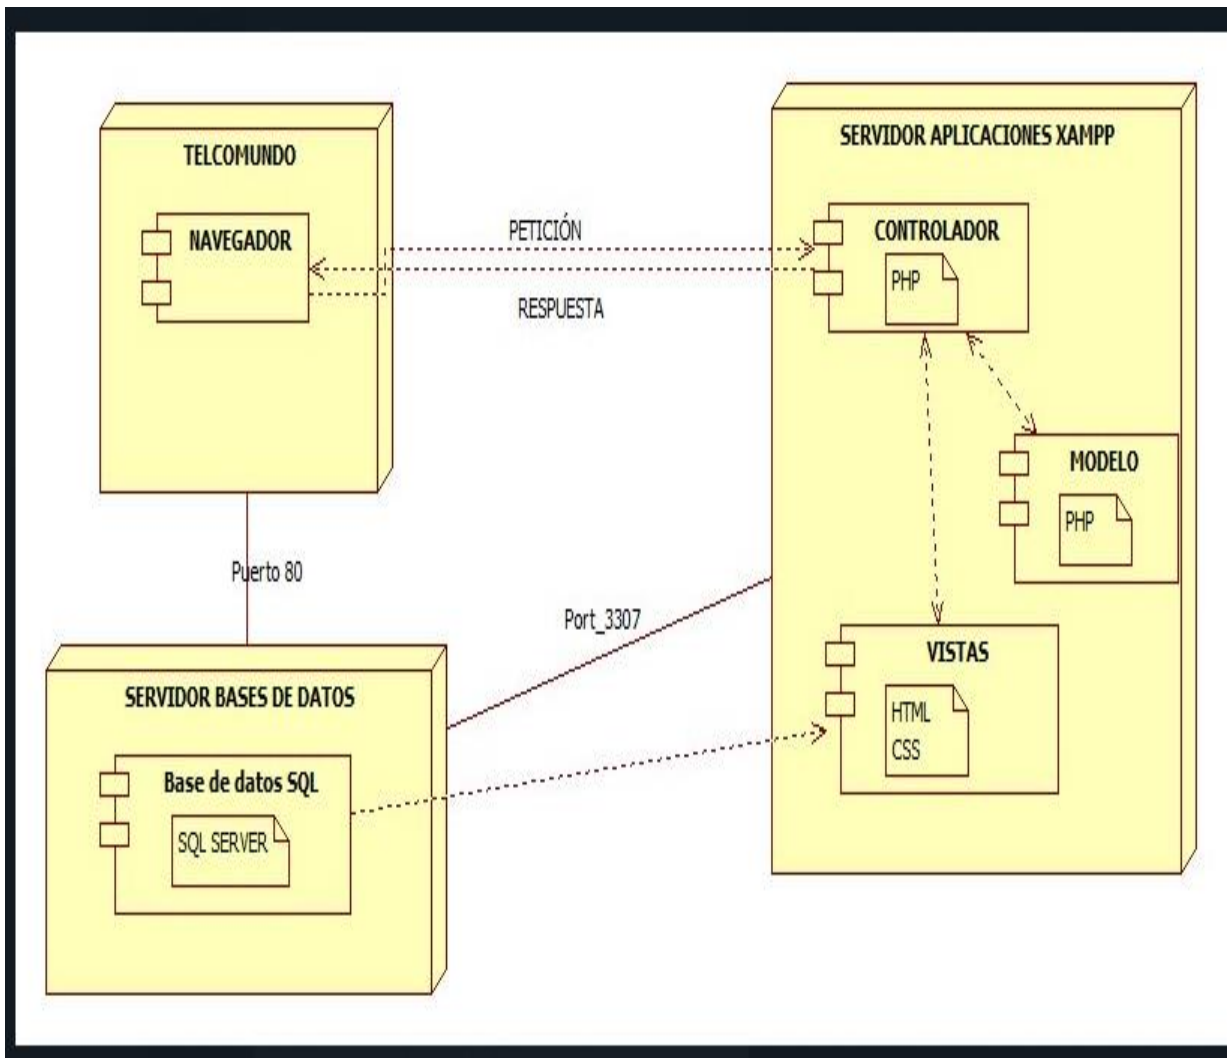 TELCOMUNDO
NAVEGADOR
PETICIÓN
RESPUESTA
SERVIDOR APLICACIONES XAMPP
CONTROLADOR
PHP
MODELO
PHP
VISTAS
HTML
CSS
Puerto 80
Port_3307
SERVIDOR BASES DE DATOS
Base de datos SQL
SQL SERVER